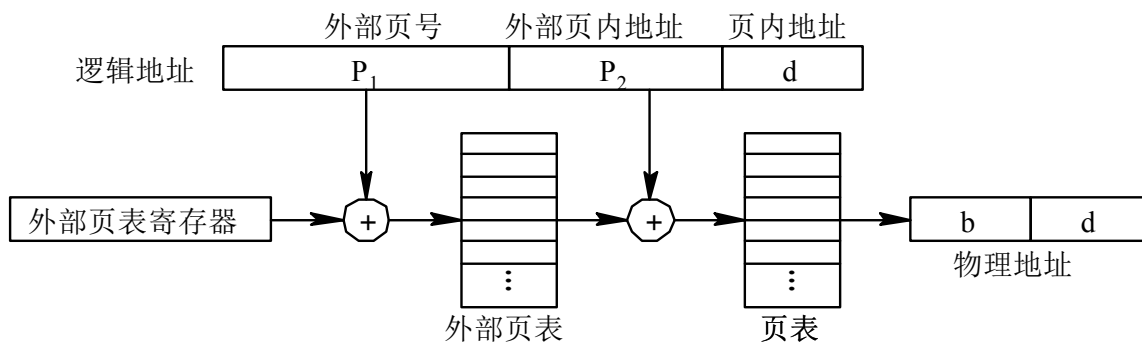 外部页号 外部页内地址 页内地址
逻辑地址 P₁ P₂ d
外部页表寄存器 + + b d
物理地址
⋮ ⋮
外部页表 页表